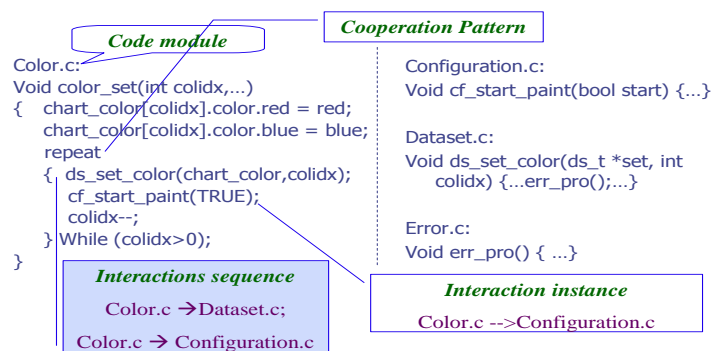 Code module
Cooperation Pattern
Color.c:
Void color_set(int colidx,...)
{ chart_color[colidx].color.red = red;
chart_color[colidx].color.blue = blue;
repeat
{ ds_set_color(chart_color,colidx);
cf_start_paint(TRUE);
colidx--;
} While (colidx>0);
}
Configuration.c:
Void cf_start_paint(bool start) {…}
Dataset.c:
Void ds_set_color(ds_t *set, int
colidx) {…err_pro();…}
Error.c:
Void err_pro() { …}
Interactions sequence
Color.c →Dataset.c;
Color.c → Configuration.c
Interaction instance
Color.c -->Configuration.c